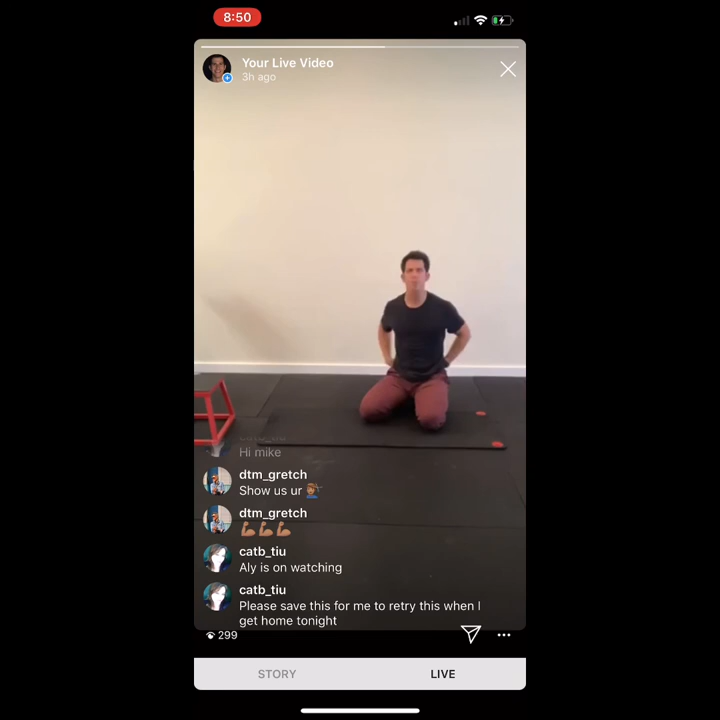 8:50
Your Live Video
3h ago
Hi mike
dtm_gretch
Show us ur
dtm_gretch
catb_tiu
Aly is on watching
catb_tiu
Please save this for me to retry this when I
get home tonight
299
STORY
LIVE